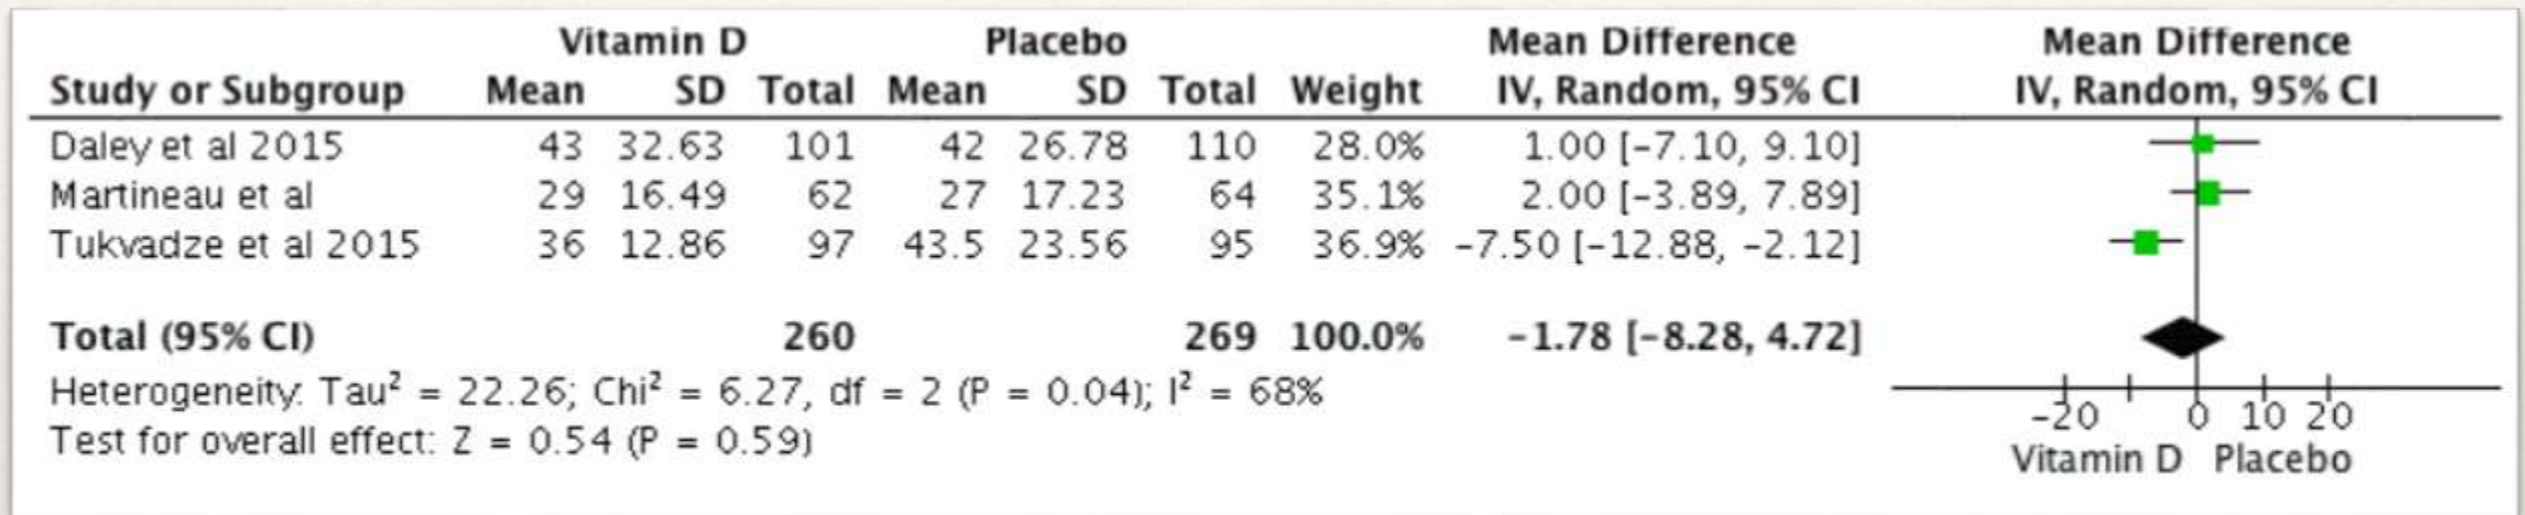 Vitamin D Placebo Mean Difference Mean Difference
Study or Subgroup Mean SD Total Mean SD Total Weight IV, Random, 95% CI IV, Random, 95% CI
Daley et al 2015 43 32.63 101 42 26.78 110 28.0% 1.00 [-7.10, 9.10]
Martineau et al 29 16.49 62 27 17.23 64 35.1% 2.00 [-3.89, 7.89]
Tukvadze et al 2015 36 12.86 97 43.5 23.56 95 36.9% -7.50 [-12.88, -2.12]
Total (95% CI) 260 269 100.0% -1.78 [-8.28, 4.72]
Heterogeneity: Tau² = 22.26; Chi² = 6.27, df = 2 (P = 0.04); I² = 68%
Test for overall effect: Z = 0.54 (P = 0.59)
-20 0 10 20
Vitamin D Placebo